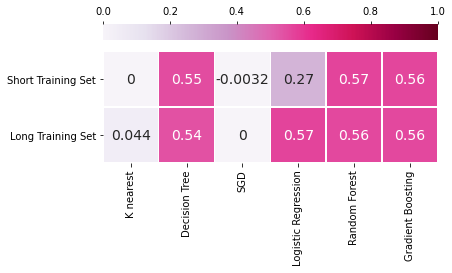 0.0 0.2 0.4 0.6 0.8 1.0
Short Training Set 0 0.55 -0.0032 0.27 0.57 0.56
Long Training Set 0.044 0.54 0 0.57 0.56 0.56
K nearest
Decision Tree
SGD
Logistic Regression
Random Forest
Gradient Boosting